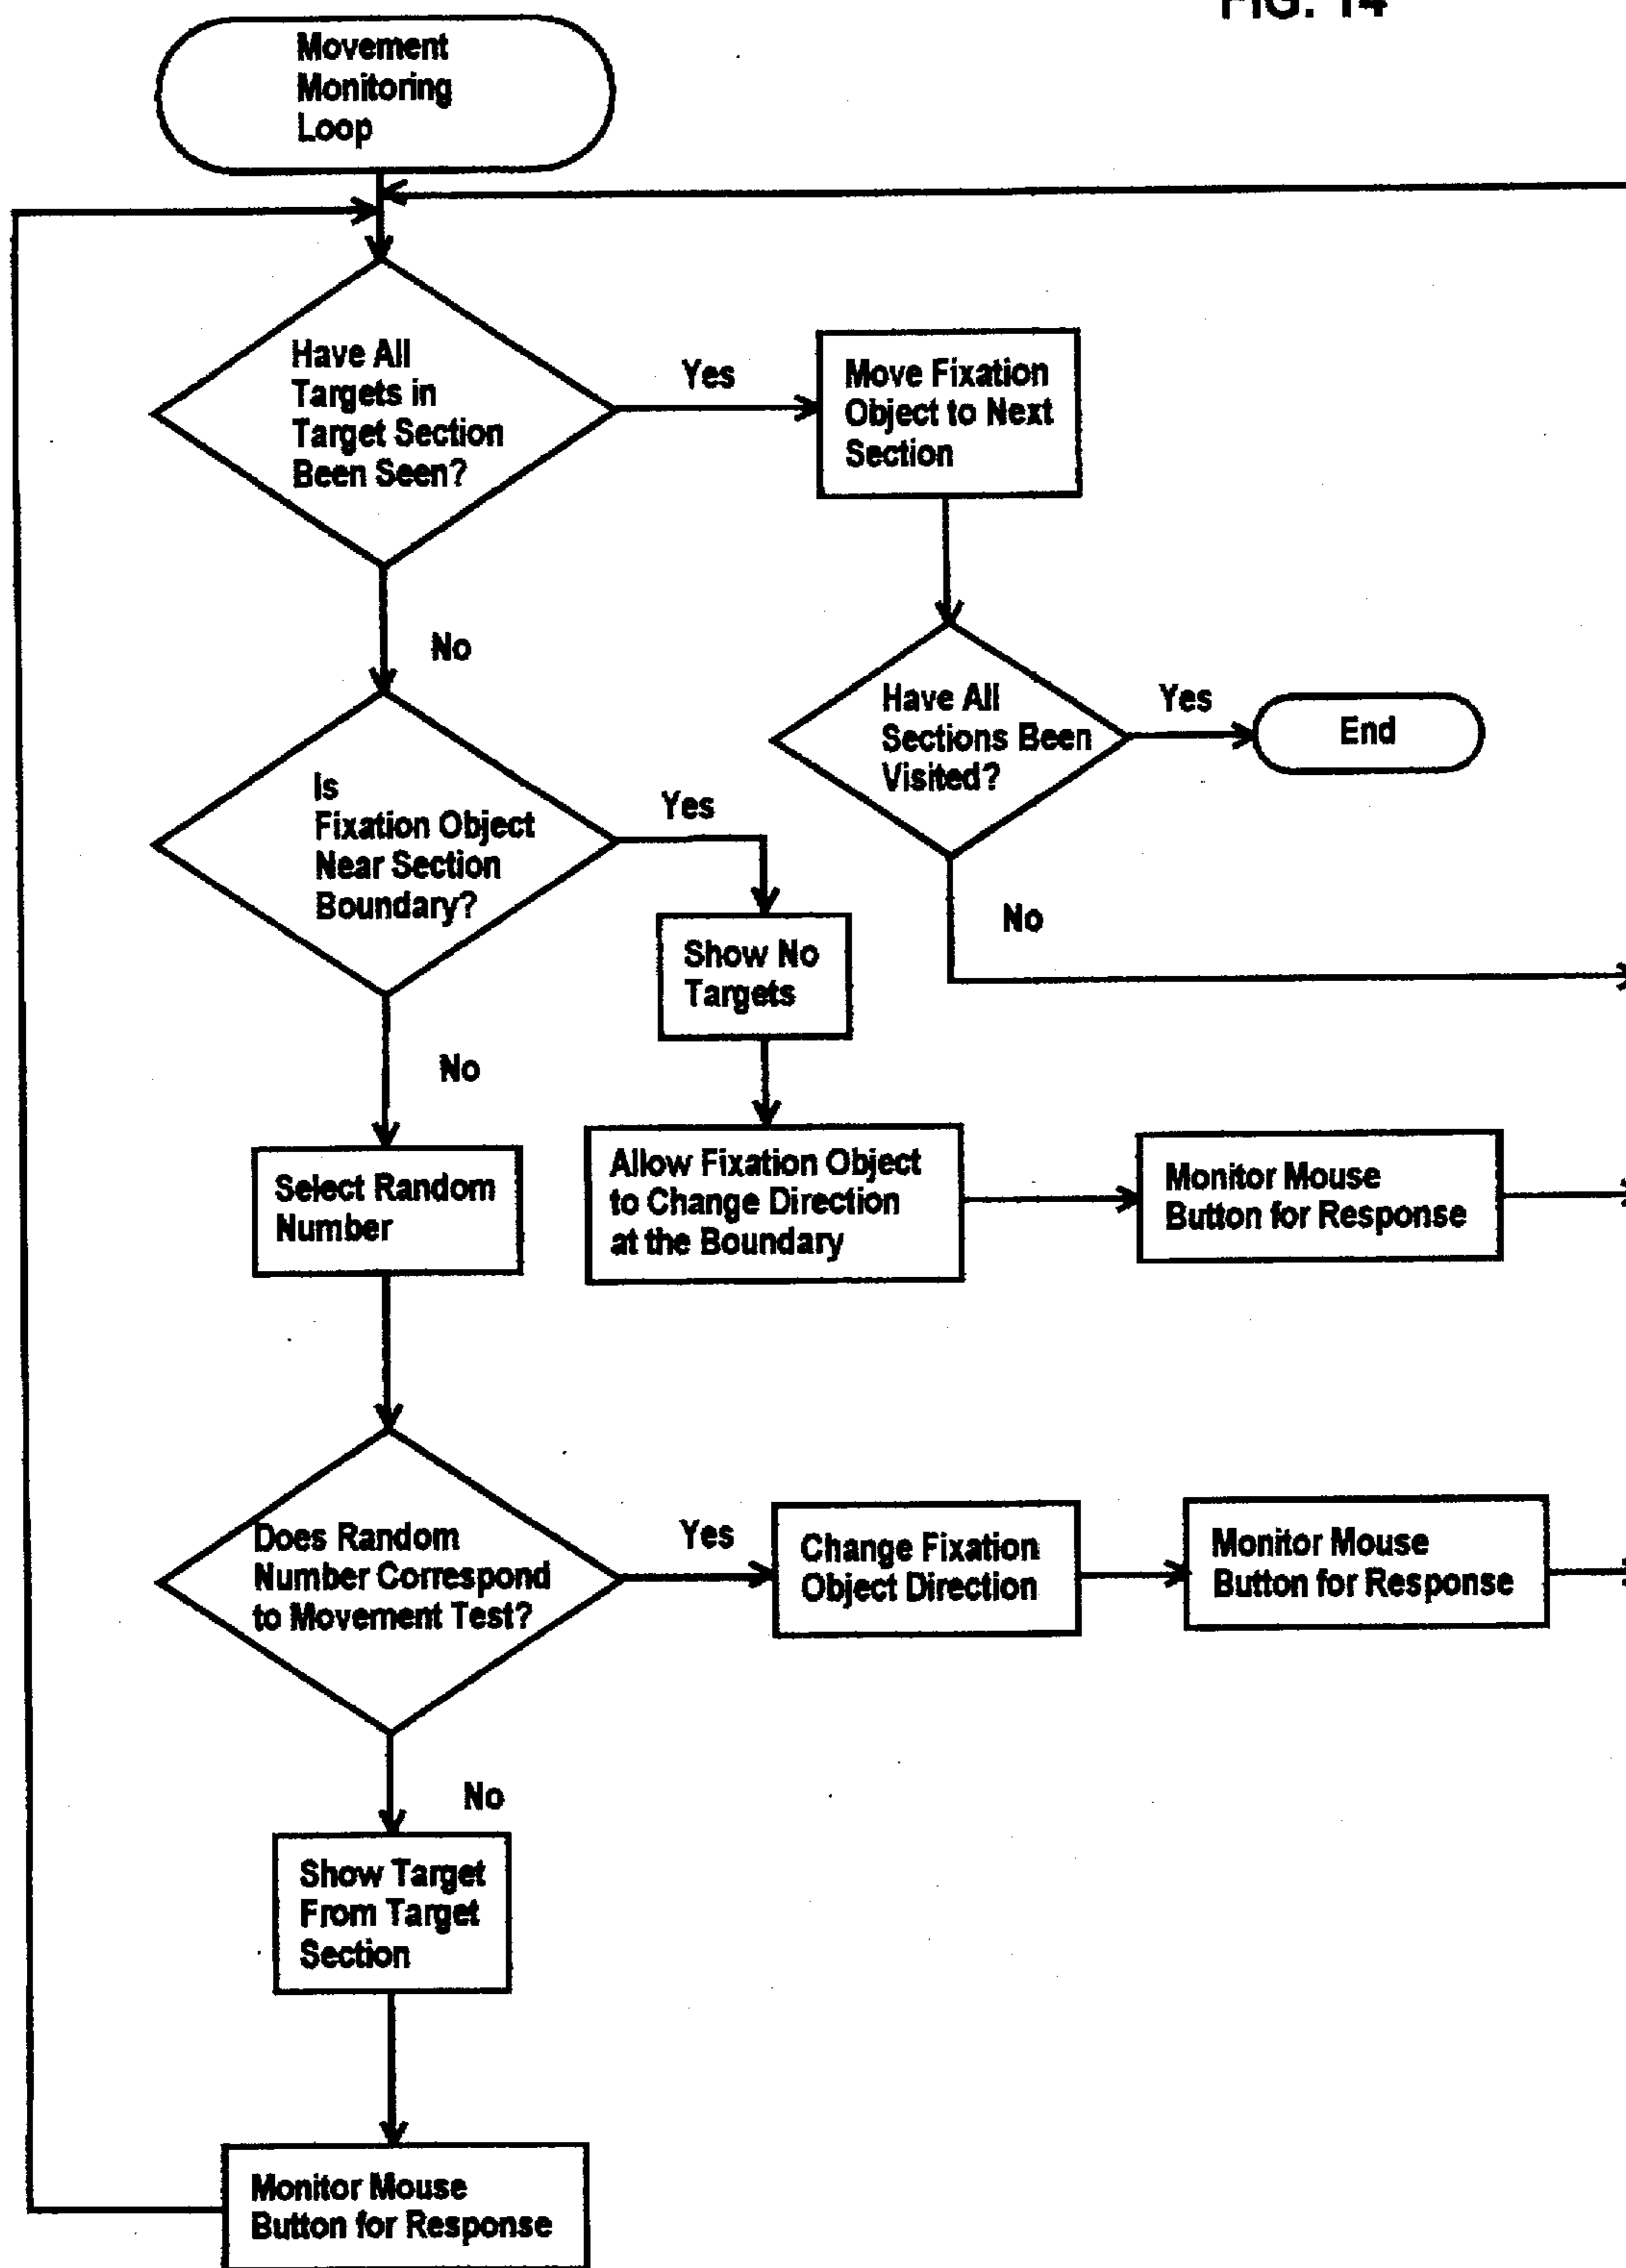 FIG. 14
Movement
Monitoring
Loop
Have All
Targets in
Target Section
Been Seen?
Yes
Move Fixation
Object to Next
Section
No
Have All
Sections Been
Visited?
Yes
End
No
Is
Fixation Object
Near Section
Boundary?
Yes
Show No
Targets
No
Allow Fixation Object
to Change Direction
at the Boundary
Monitor Mouse
Button for Response
Select Random
Number
Does Random
Number Correspond
to Movement Test?
Yes
Change Fixation
Object Direction
Monitor Mouse
Button for Response
No
Show Target
From Target
Section
Monitor Mouse
Button for Response